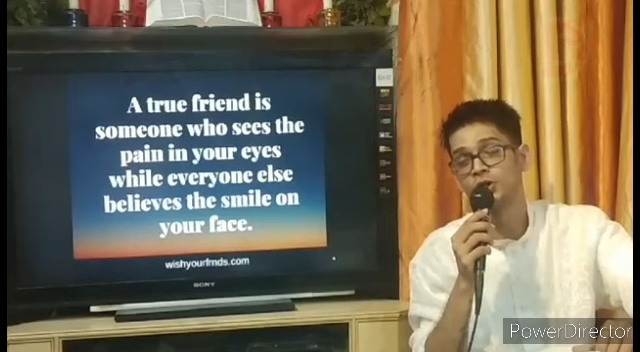 A true friend is
someone who sees the
pain in your eyes
while everyone else
believes the smile on
your face.
wishyourfrnds.com
SONY
PowerDirector